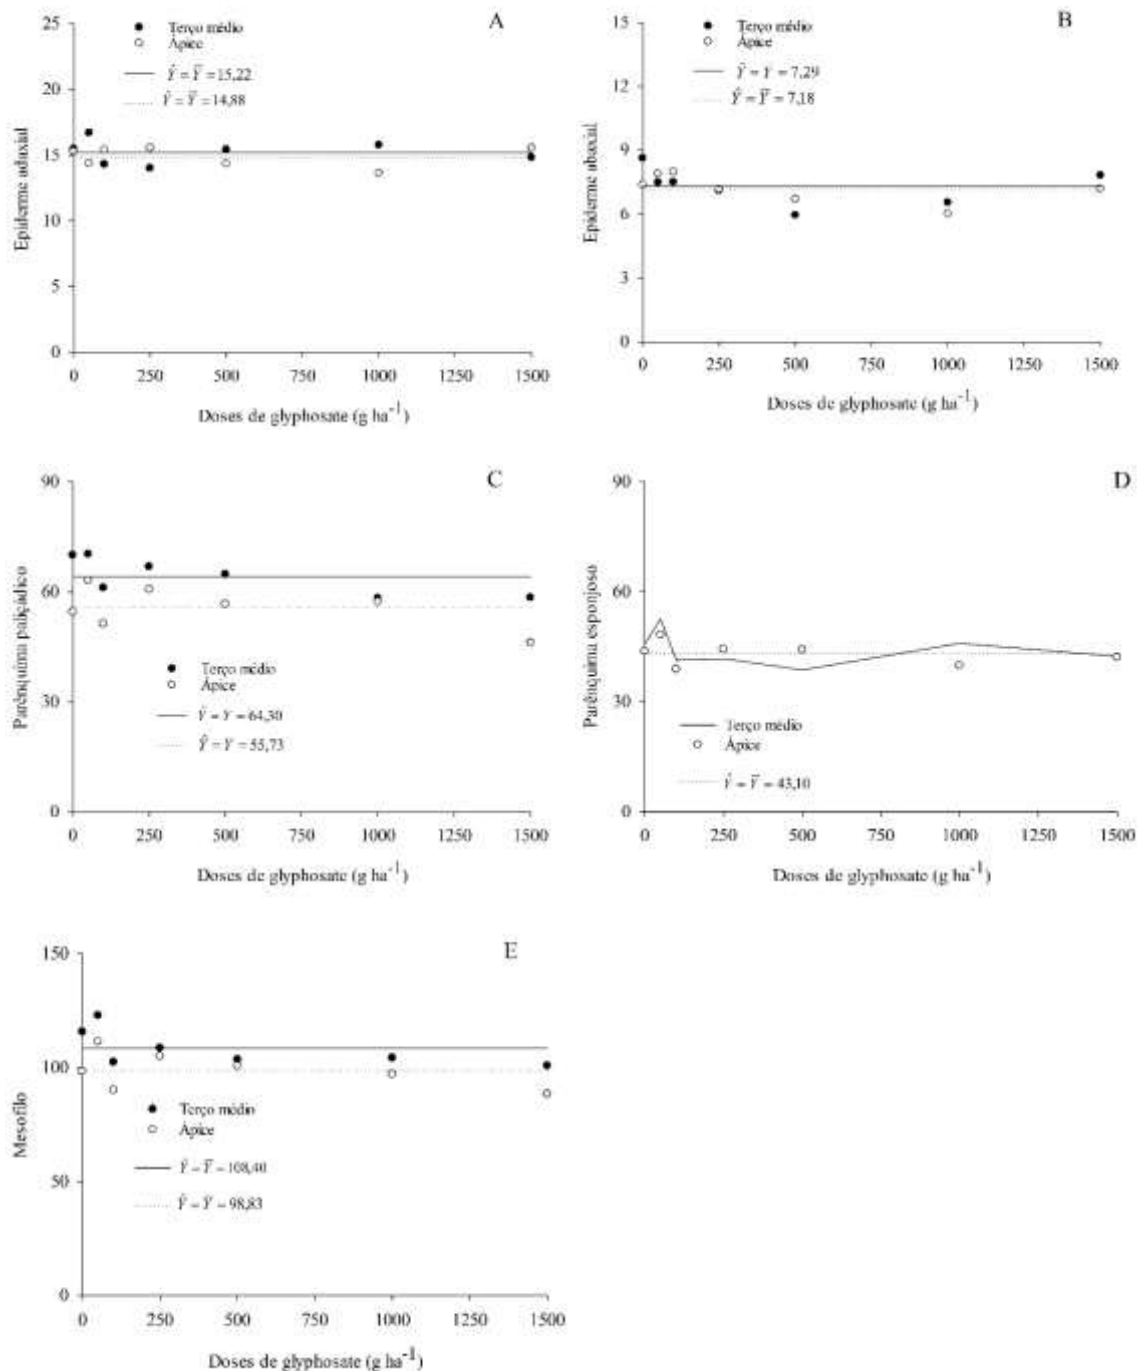 A
25
20
15
10
5
0
Epiderme adaxial
Terço médio
Ápice
Ŷ = Ȳ = 15,22
Ŷ = Ȳ = 14,88
0 250 500 750 1000 1250 1500
Doses de glyphosate (g ha⁻¹)
B
15
12
9
6
3
0
Epiderme abaxial
Terço médio
Ápice
Ŷ = Y = 7,29
Ŷ = Ȳ = 7,18
0 250 500 750 1000 1250 1500
Doses de glyphosate (g ha⁻¹)
C
90
60
30
0
Parênquima paliçádico
Terço médio
Ápice
Ŷ = Y = 64,30
Ŷ = Y = 55,73
0 250 500 750 1000 1250 1500
Doses de glyphosate (g ha⁻¹)
D
90
60
30
0
Parênquima esponjoso
Terço médio
Ápice
Ŷ = Ȳ = 43,10
0 250 500 750 1000 1250 1500
Doses de glyphosate (g ha⁻¹)
E
150
100
50
0
Mesofilo
Terço médio
Ápice
Ŷ = Ȳ = 108,40
Ŷ = Ȳ = 98,83
0 250 500 750 1000 1250 1500
Doses de glyphosate (g ha⁻¹)